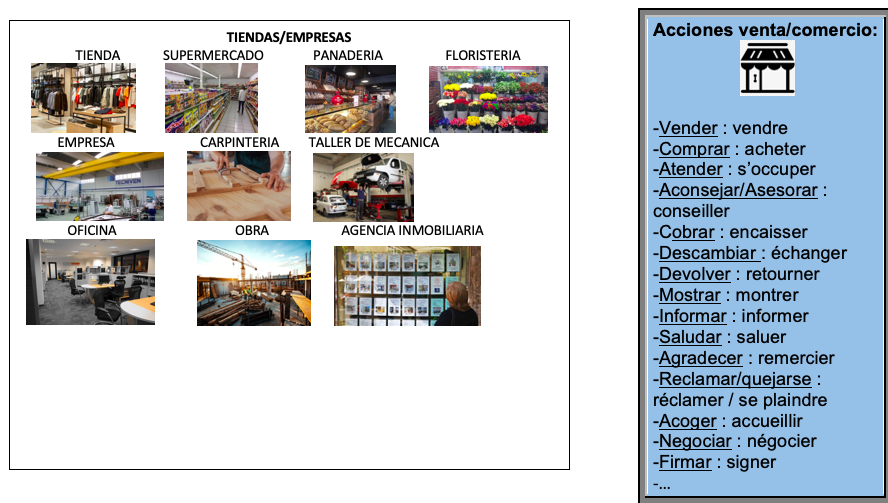 TIENDAS/EMPRESAS
TIENDA SUPERMERCADO PANADERIA FLORISTERIA
EMPRESA CARPINTERIA TALLER DE MECANICA
OFICINA OBRA AGENCIA INMOBILIARIA
Acciones venta/comercio:
-Vender : vendre
-Comprar : acheter
-Atender : s’occuper
-Aconsejar/Asesorar :
conseiller
-Cobrar : encaisser
-Descambiar : échanger
-Devolver : retourner
-Mostrar : montrer
-Informar : informer
-Saludar : saluer
-Agradecer : remercier
-Reclamar/quejarse :
réclamer / se plaindre
-Acoger : accueillir
-Negociar : négocier
-Firmar : signer
-...